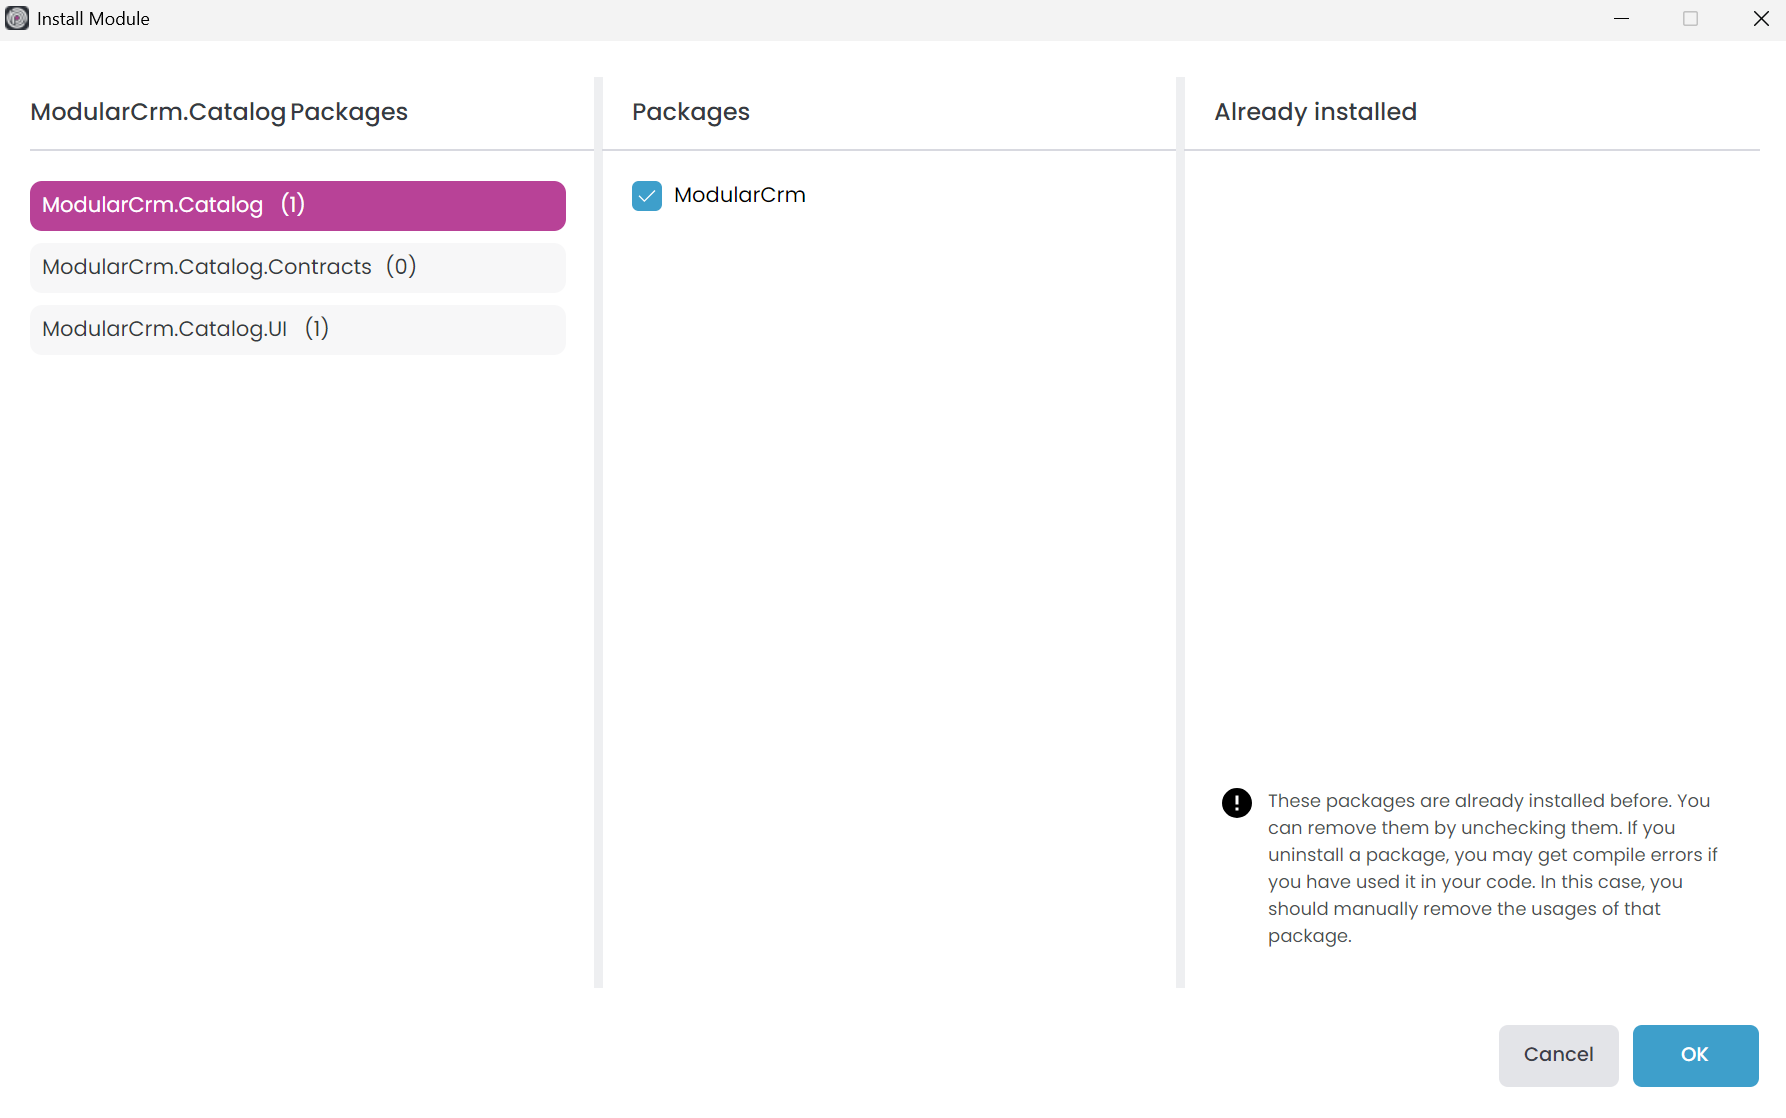 Install Module
ModularCrm.Catalog Packages
ModularCrm.Catalog (1)
ModularCrm.Catalog.Contracts (0)
ModularCrm.Catalog.UI (1)
Packages
ModularCrm
Already installed
These packages are already installed before. You
can remove them by unchecking them. If you
uninstall a package, you may get compile errors if
you have used it in your code. In this case, you
should manually remove the usages of that
package.
Cancel
OK